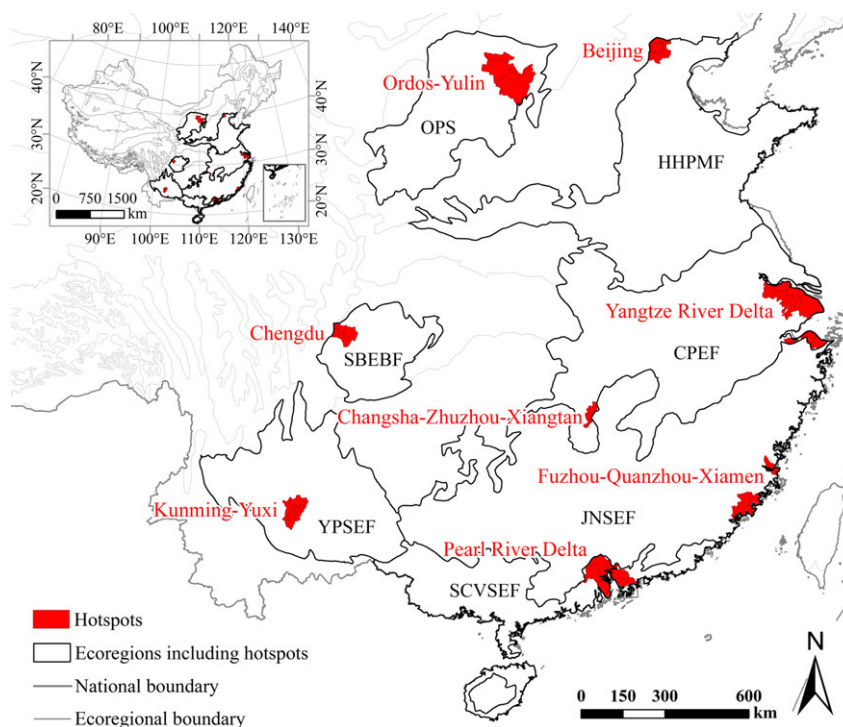 80°E 100°E 120°E 140°E
40°N
30°N
20°N
40°N
30°N
20°N
0 750 1500
km
90°E 100°E 110°E 120°E 130°E
Beijing
Ordos-Yulin
OPS
HHPMF
Yangtze River Delta
Chengdu
SBEBF
CPEF
Changsha-Zhuzhou-Xiangtan
Fuzhou-Quanzhou-Xiamen
Kunming-Yuxi
YPSEF
JNSEF
Pearl River Delta
SCVSEF
Hotspots
Ecoregions including hotspots
National boundary
Ecoregional boundary
N
0 150 300 600
km